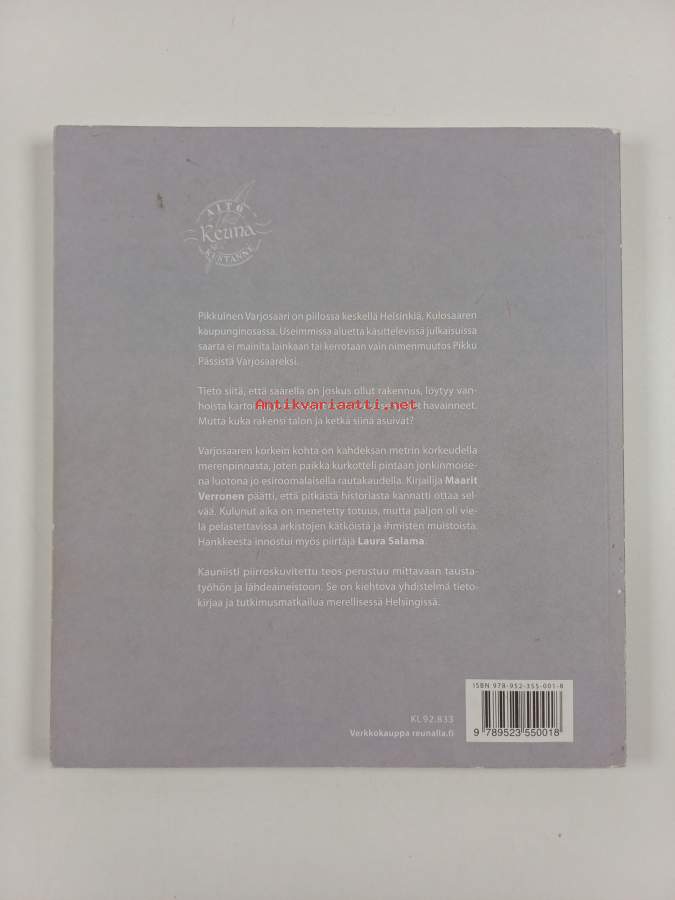 AITO
Reuna
KUSTANNE
Pikkuinen Varjosaari on piilossa keskellä Helsinkiä, Kulosaaren
kaupunginosassa. Useimmissa aluetta käsittelevissä julkaisuissa
saarta ei mainita lainkaan tai kerrotaan vain nimenmuutos Pikku
Pässistä Varjosaareksi.
Tieto siitä, että saarella on joskus ollut rakennus, löytyy van-
hoista karto
Antikvariaatti.net
t havainneet.
Mutta kuka rakensi talon ja ketkä siinä asuivat?
Varjosaaren korkein kohta on kahdeksan metrin korkeudella
merenpinnasta, joten paikka kurkotteli pintaan jonkinmoise-
na luotona jo esiroomalaisella rautakaudella. Kirjailija Maarit
Verronen päätti, että pitkästä historiasta kannatti ottaa sel-
vää. Kulunut aika on menetetty totuus, mutta paljon oli vie-
lä pelastettavissa arkistojen kätköistä ja ihmisten muistoista.
Hankkeesta innostui myös piirtäjä Laura Salama.
Kauniisti piirroskuvitettu teos perustuu mittavaan tausta-
työhön ja lähdeaineistoon. Se on kiehtova yhdistelmä tieto-
kirjaa ja tutkimusmatkailua merellisessä Helsingissä.
KL 92.833
Verkkokauppa reunalla.fi
ISBN 978-952-355-001-8
9 789523 550018